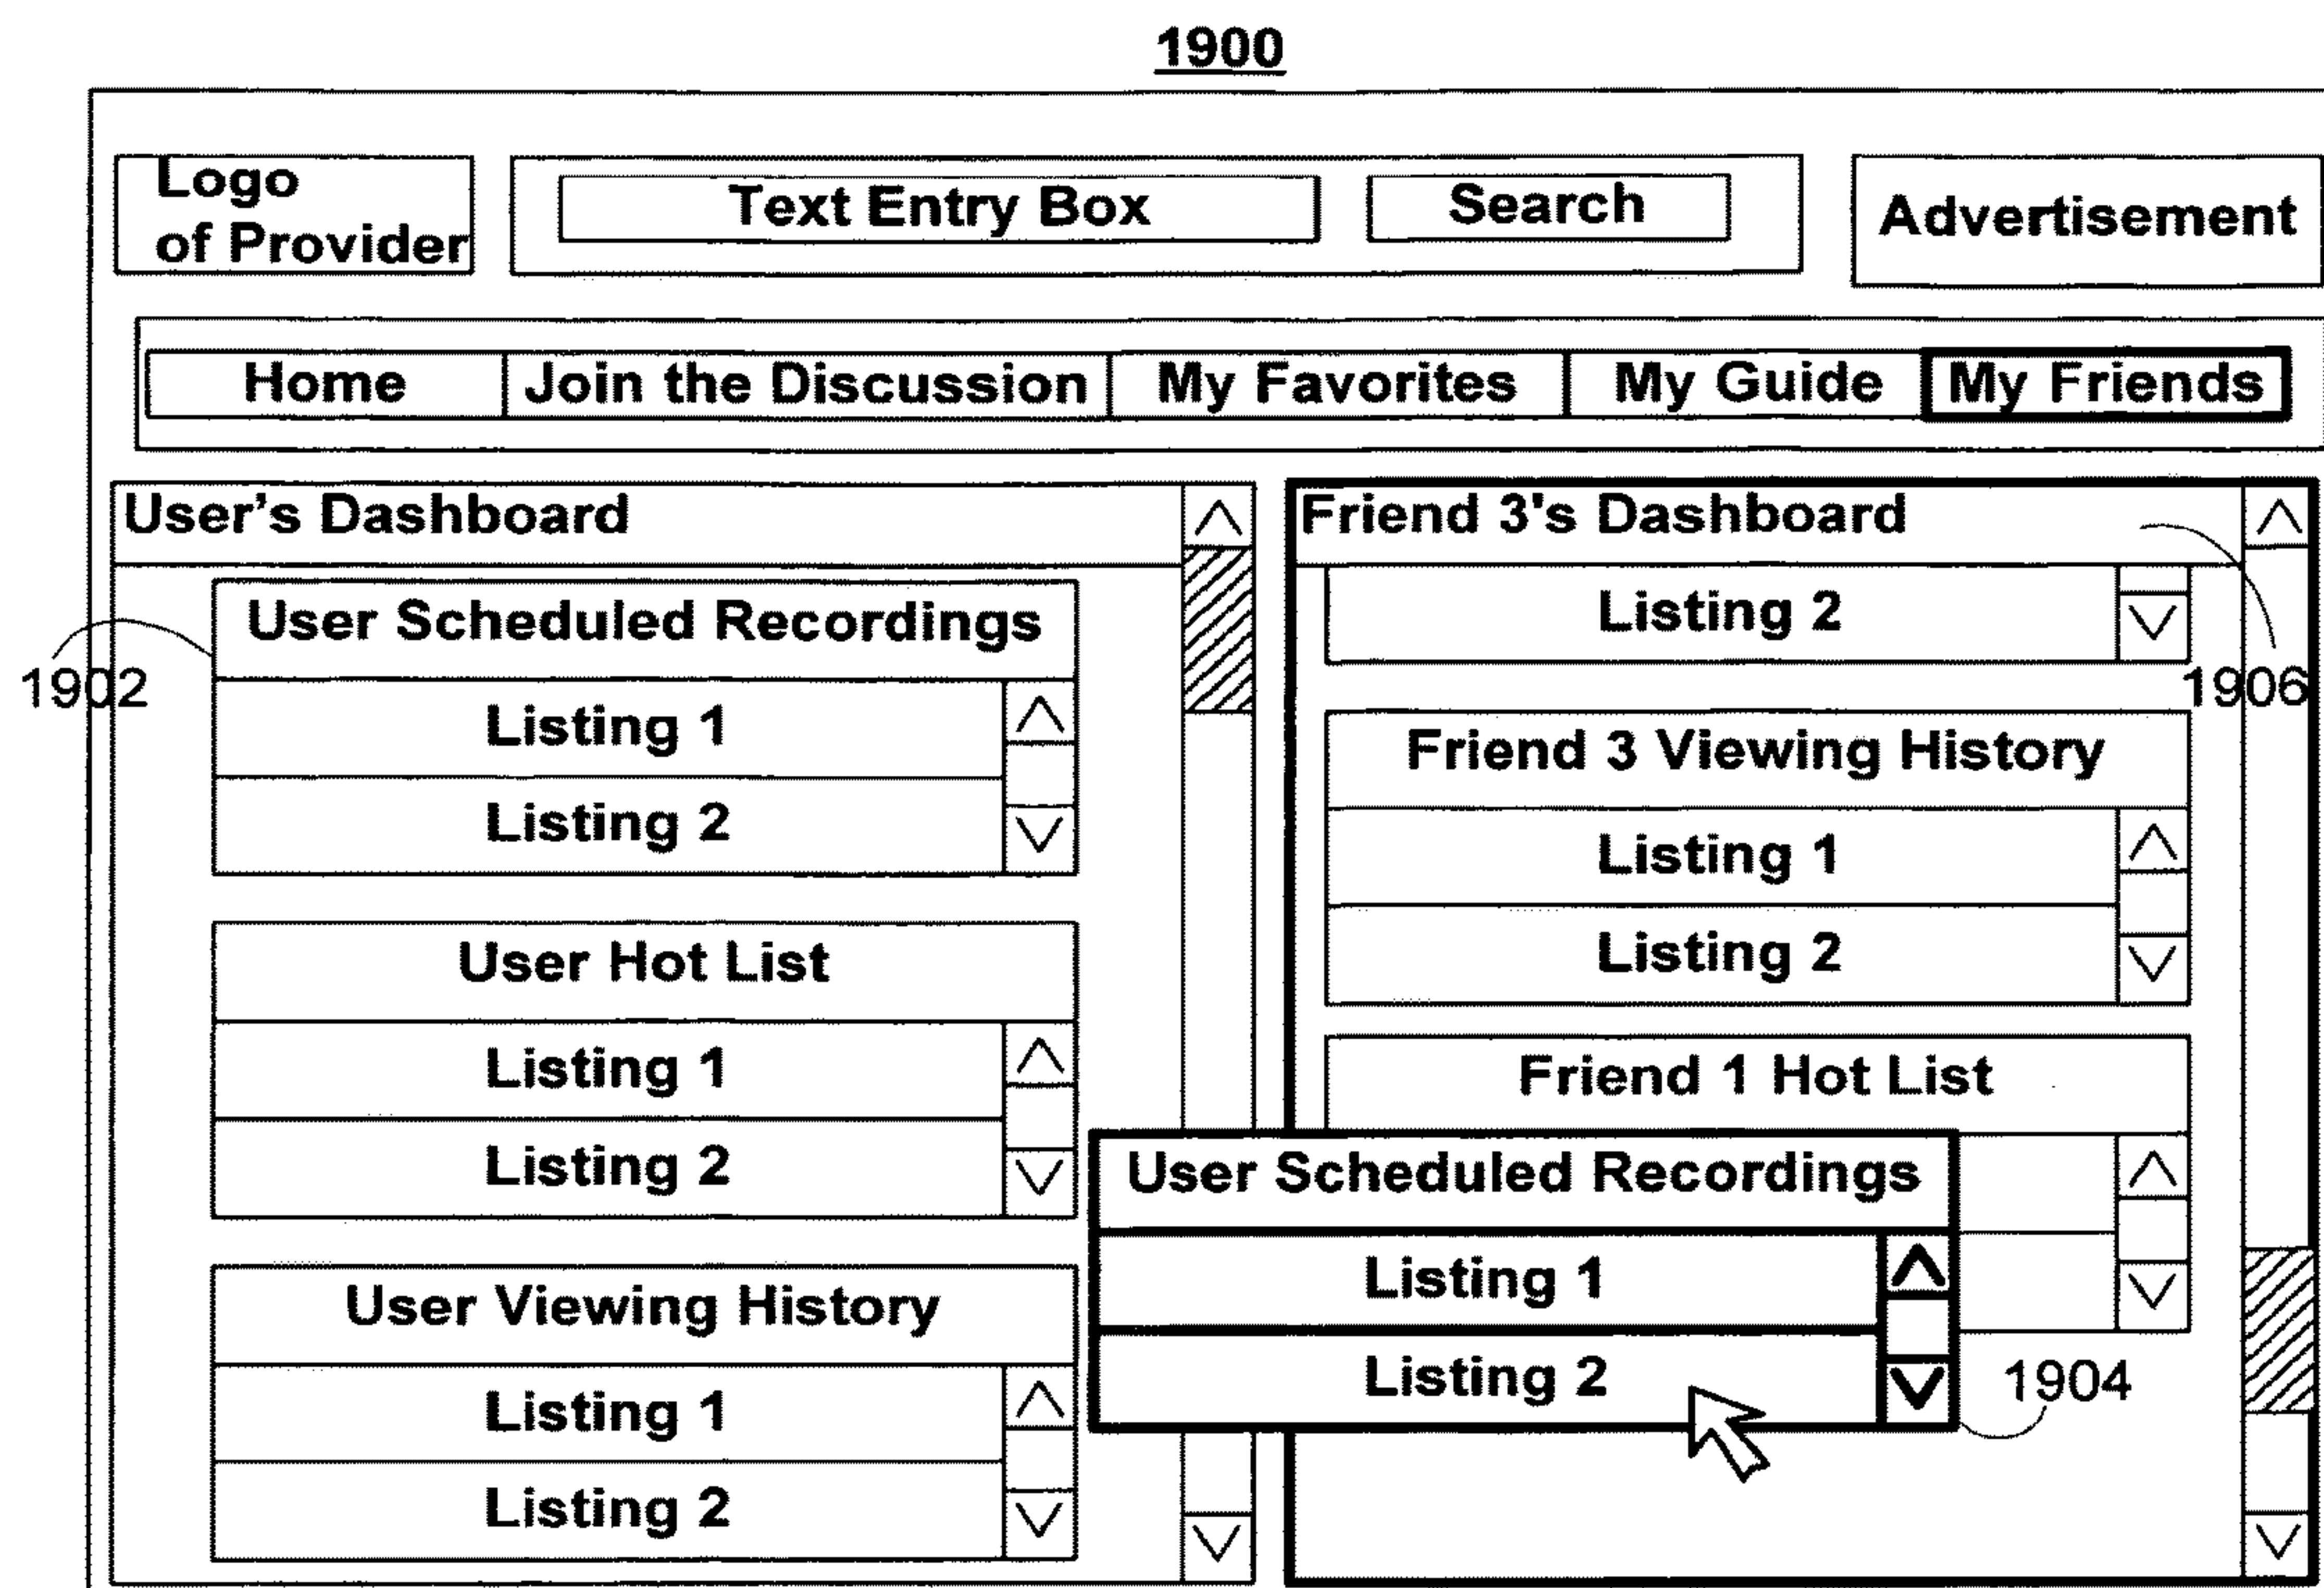 1900
Logo
of Provider
Text Entry Box
Search
Advertisement
Home
Join the Discussion
My Favorites
My Guide
My Friends
User's Dashboard
User Scheduled Recordings
1902
Listing 1
Listing 2
User Hot List
Listing 1
Listing 2
User Viewing History
Listing 1
Listing 2
Friend 3's Dashboard
Listing 2
1906
Friend 3 Viewing History
Listing 1
Listing 2
Friend 1 Hot List
User Scheduled Recordings
Listing 1
Listing 2
1904